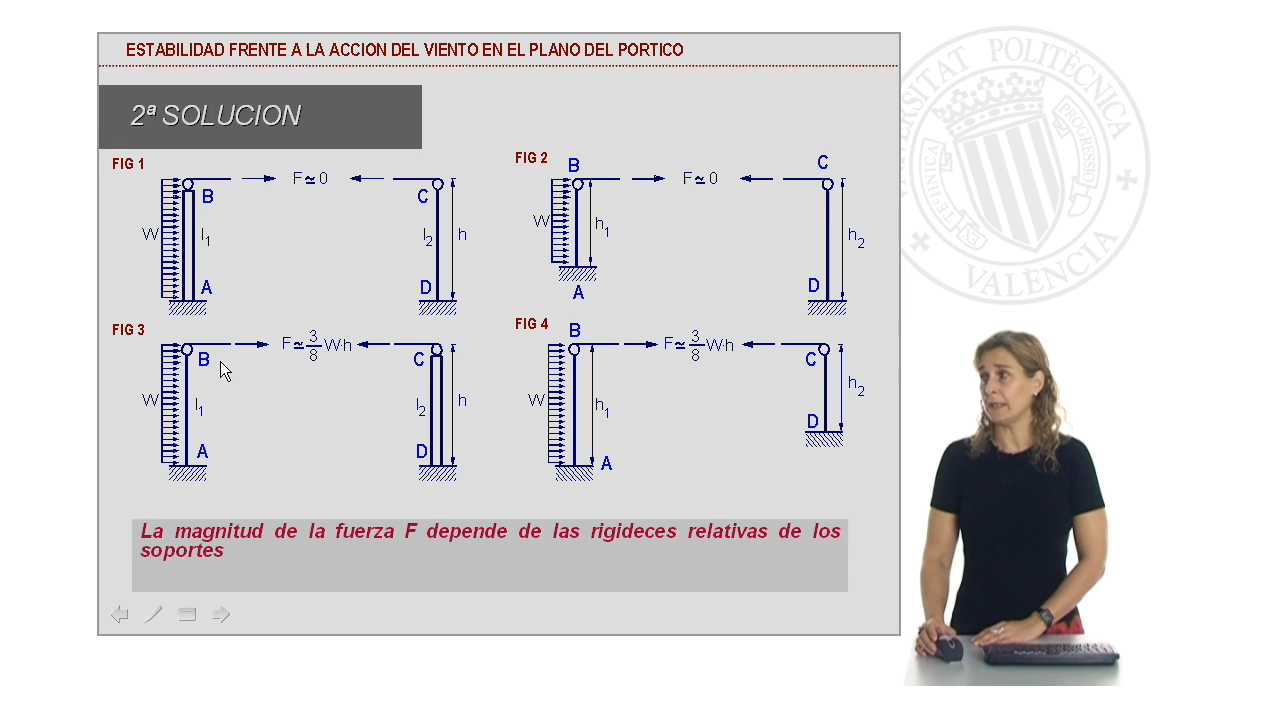 ESTABILIDAD FRENTE A LA ACCION DEL VIENTO EN EL PLANO DEL PORTICO
2ª SOLUCION
FIG 1
B
C
W
I1
I2
h
A
D
F≃0
FIG 2
B
C
W
h1
h2
A
D
F≃0
FIG 3
B
C
W
I1
I2
h
A
D
F≃3/8 W·h
FIG 4
B
C
W
h1
h2
A
D
F≃3/8 W·h
La magnitud de la fuerza F depende de las rigideces relativas de los
soportes
UNIVERSITAT POLITÈCNICA
VALÈNCIA